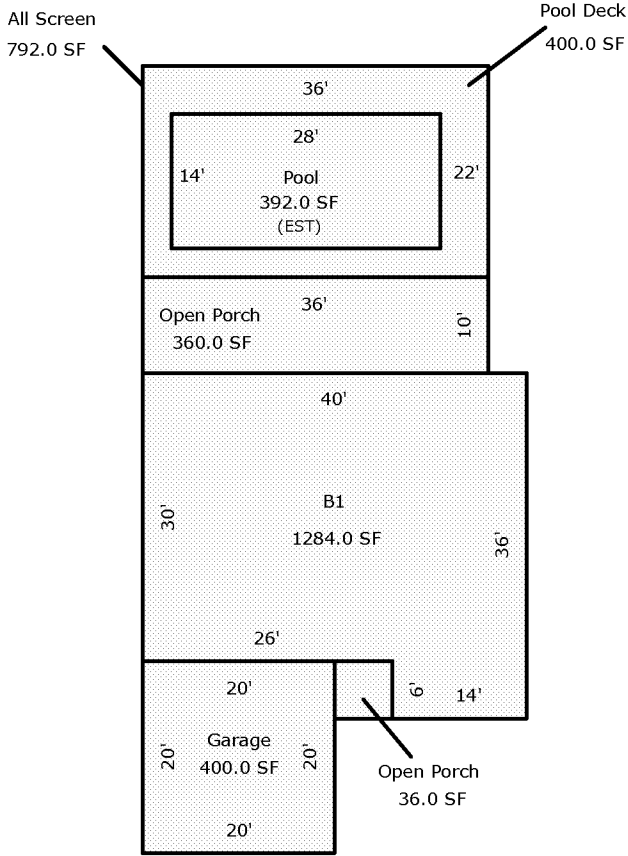 All Screen
792.0 SF
Pool Deck
400.0 SF
36'
28'
14'
Pool
392.0 SF
(EST)
22'
36'
Open Porch
360.0 SF
10'
40'
30'
B1
1284.0 SF
36'
26'
20'
6'
14'
20'
Garage
400.0 SF
20'
20'
Open Porch
36.0 SF